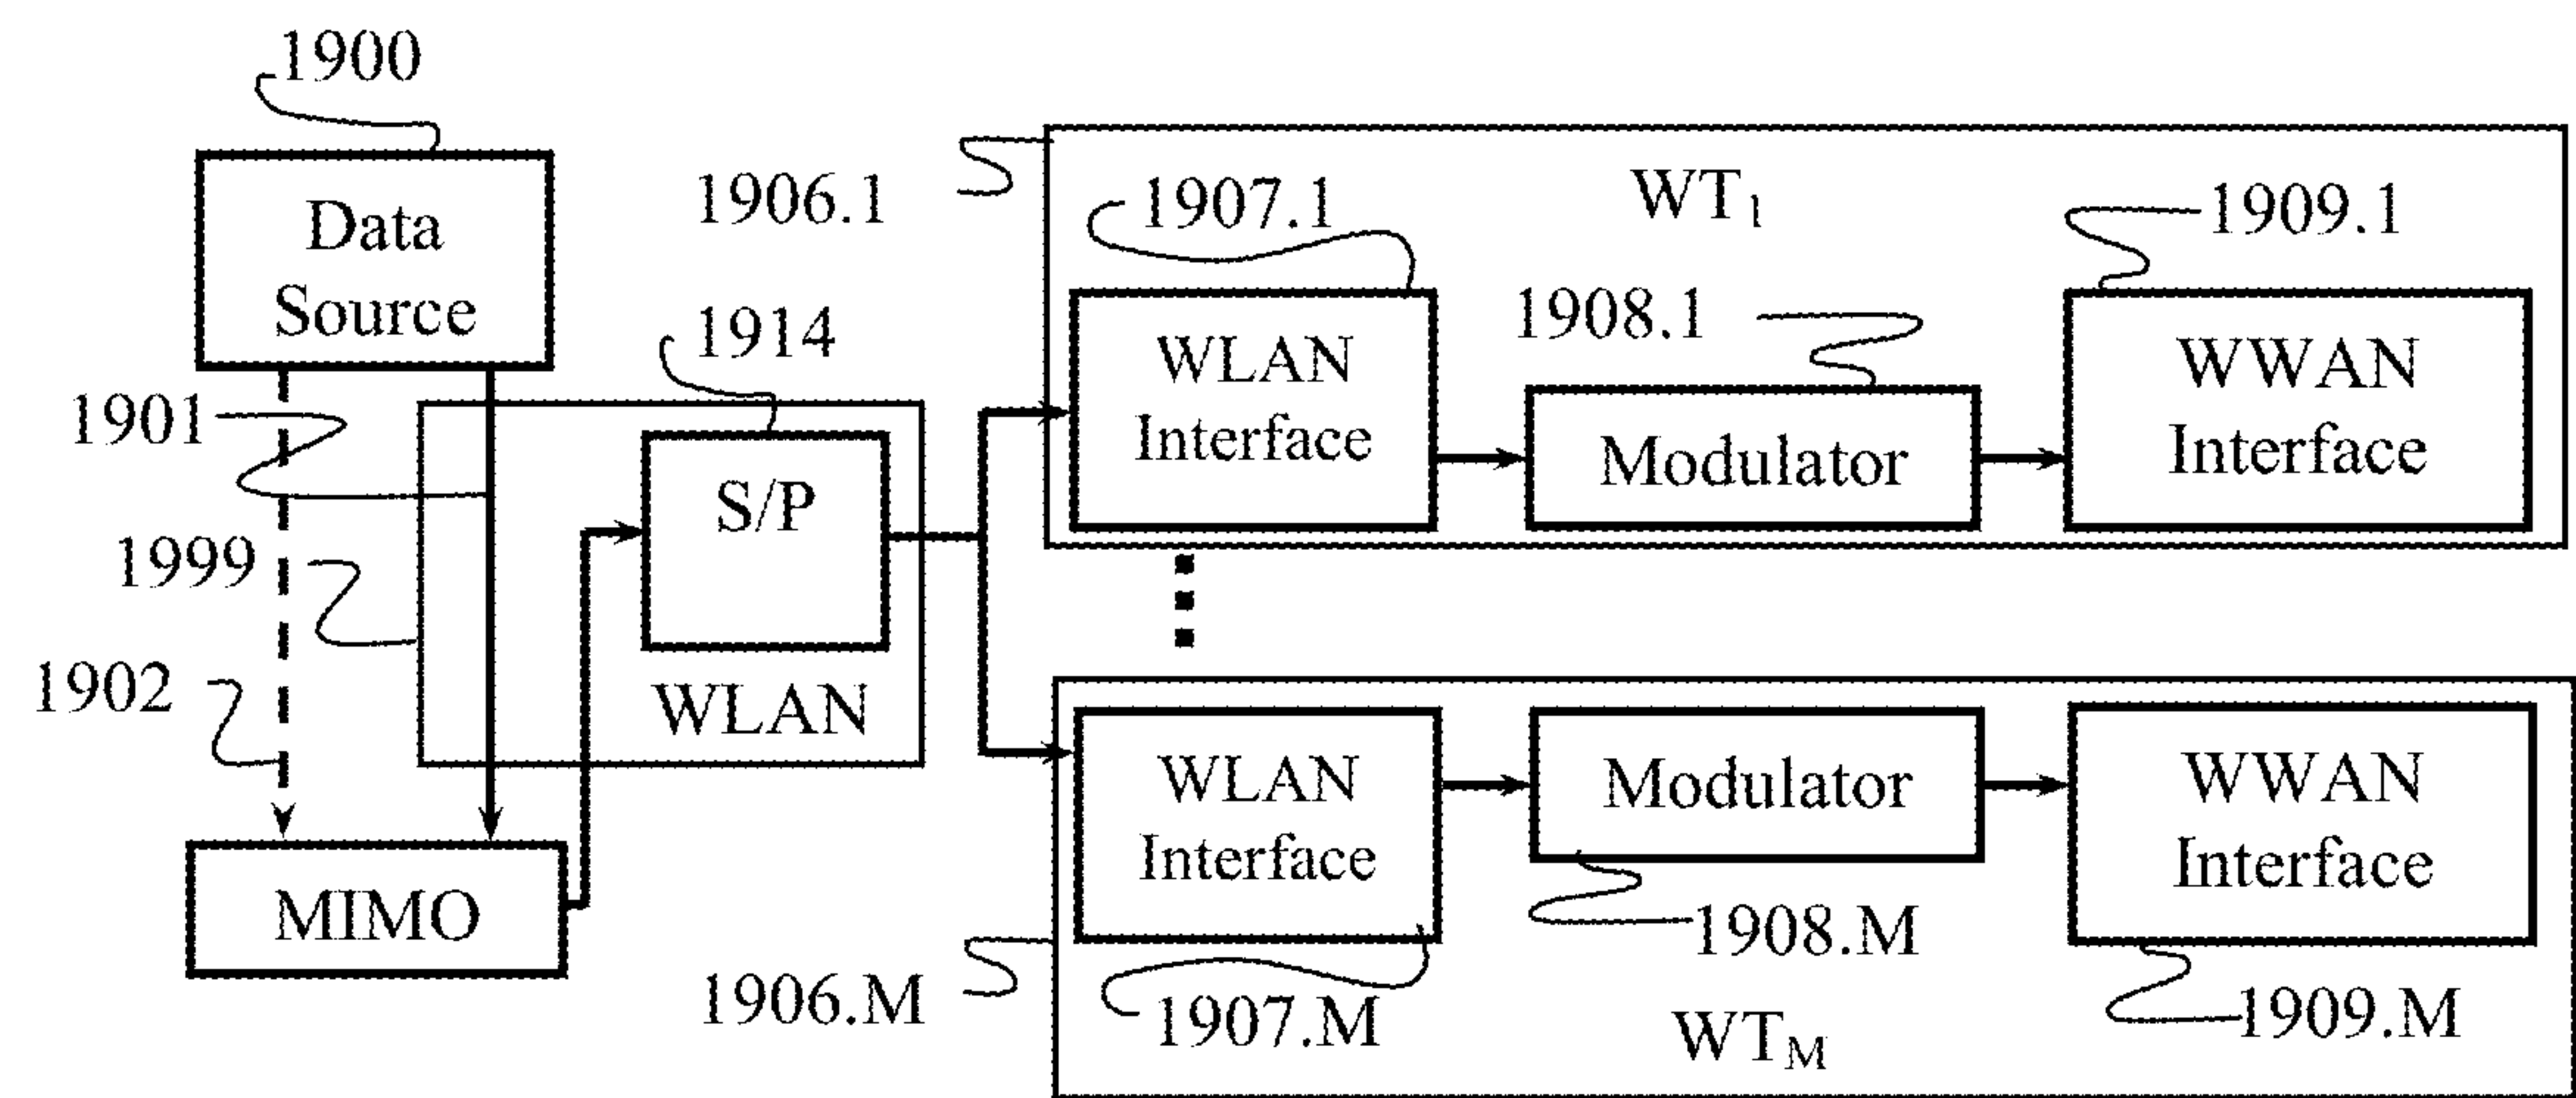 1900
Data
Source
1901
1999
1902
MIMO
1914
S/P
WLAN
1906.1
WT1
1907.1
WLAN
Interface
1908.1
Modulator
1909.1
WWAN
Interface
WLAN
Interface
Modulator
WWAN
Interface
1906.M
1907.M
1908.M
1909.M
WTM